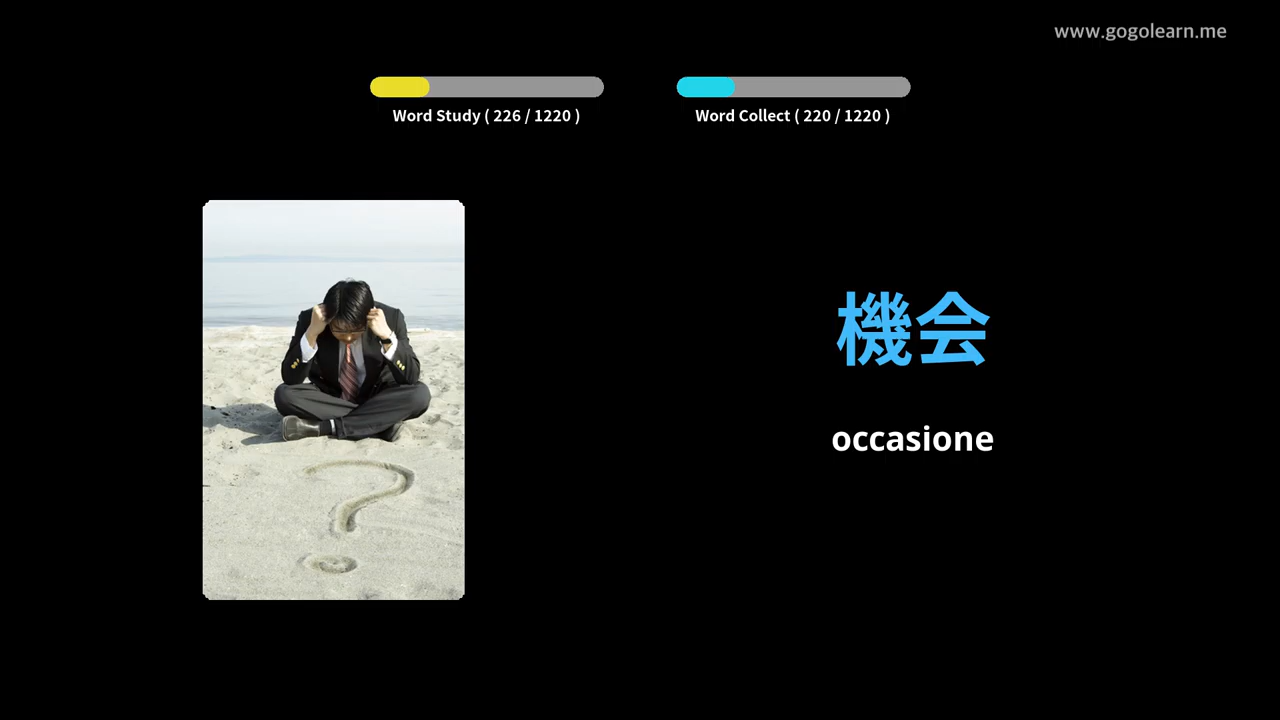 www.gogolearn.me
Word Study ( 226 / 1220 )
Word Collect ( 220 / 1220 )
機会
occasione
?